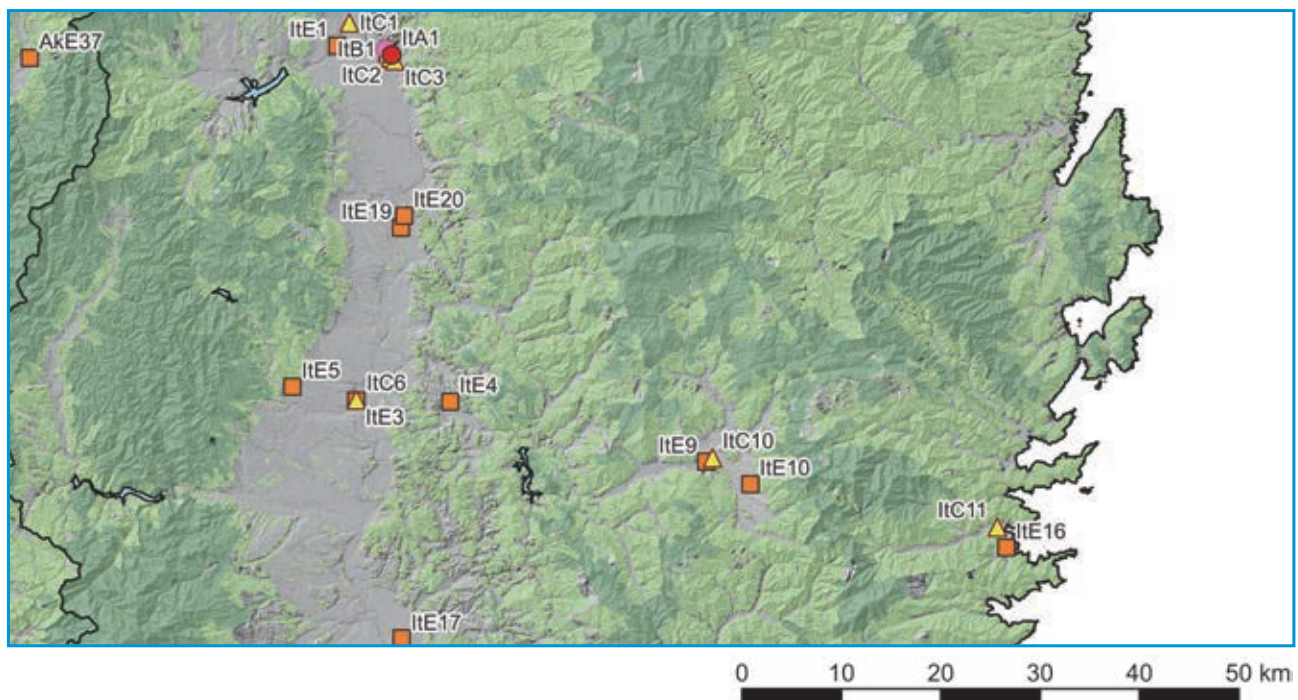 ItC1
ItE1
ItA1
AkE37
ItB1
ItC2
ItC3
ItE20
ItE19
ItE5
ItC6
ItE4
ItE3
ItE9
ItC10
ItE10
ItC11
ItE16
ItE17
0 10 20 30 40 50 km